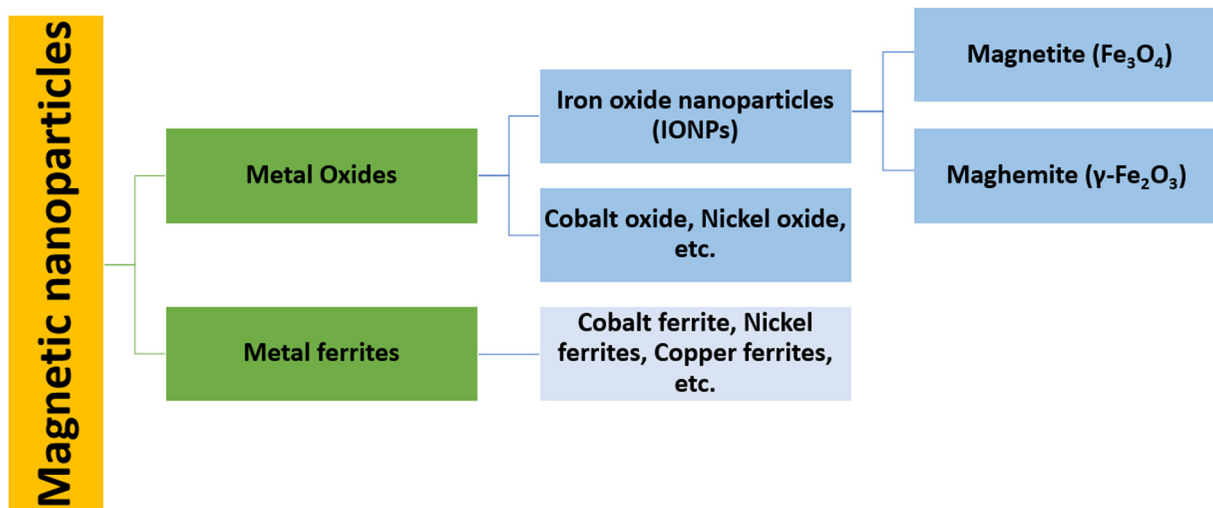 Magnetic nanoparticles
Metal Oxides
Iron oxide nanoparticles
(IONPs)
Magnetite (Fe₃O₄)
Maghemite (γ-Fe₂O₃)
Cobalt oxide, Nickel oxide,
etc.
Metal ferrites
Cobalt ferrite, Nickel
ferrites, Copper ferrites,
etc.